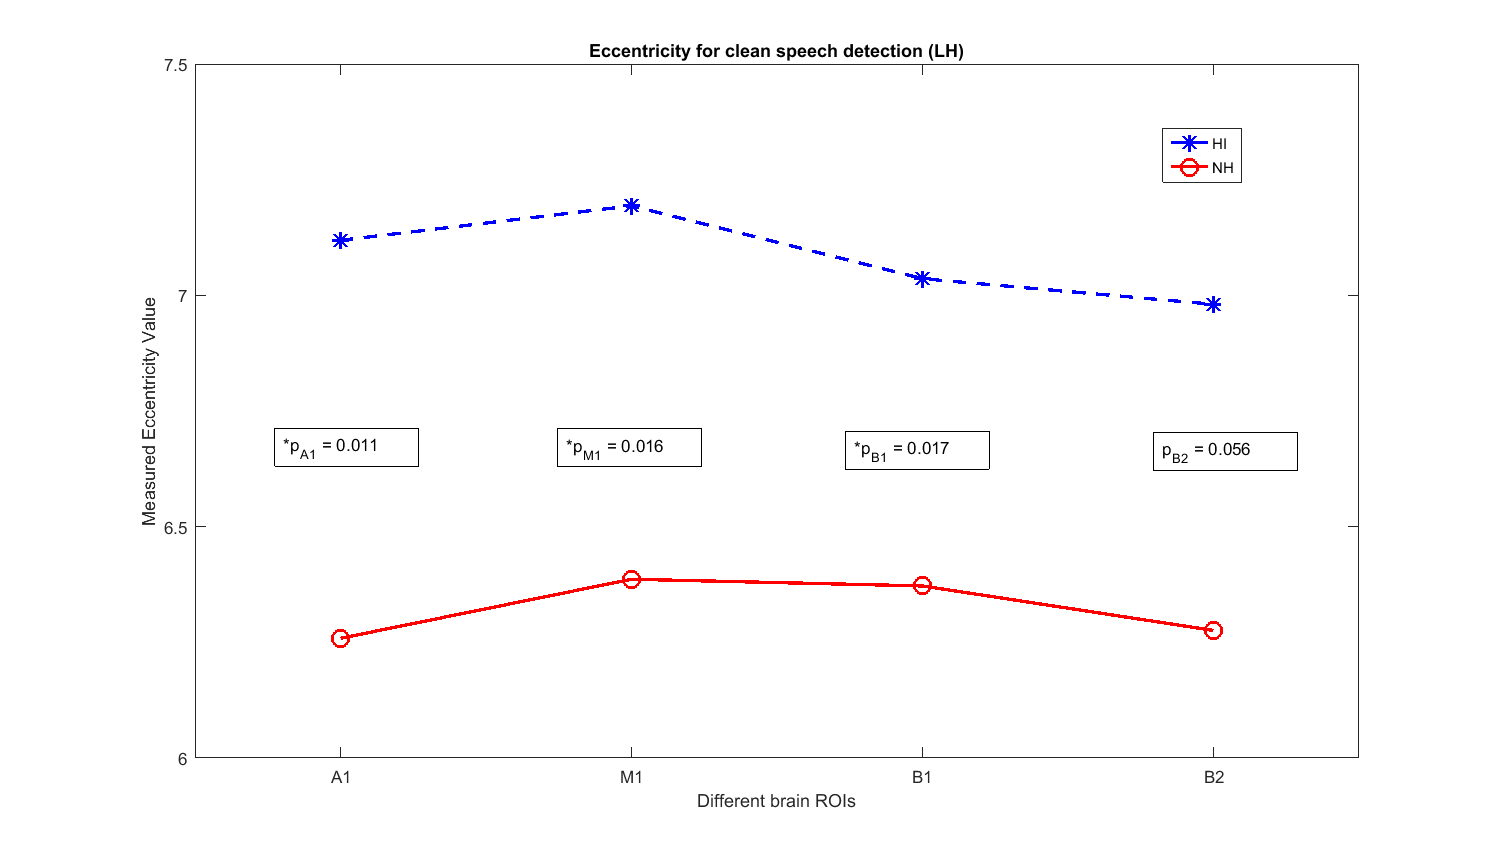 Eccentricity for clean speech detection (LH)
7.5
HI
NH
7
Measured Eccentricity Value
*pA1 = 0.011
*pM1 = 0.016
*pB1 = 0.017
pB2 = 0.056
6.5
6
A1
M1
B1
B2
Different brain ROIs